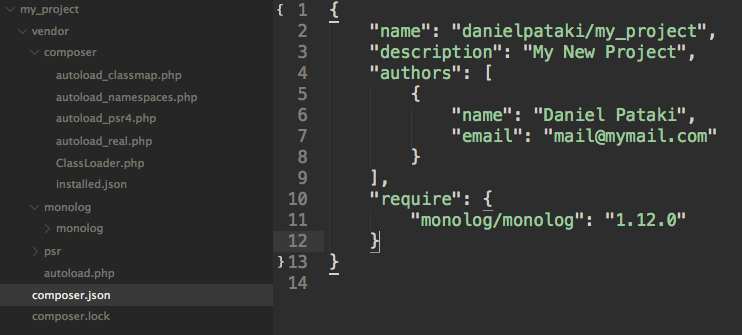 my_project
vendor
composer
autoload_classmap.php
autoload_namespaces.php
autoload_psr4.php
autoload_real.php
ClassLoader.php
installed.json
monolog
monolog
psr
autoload.php
composer.json
composer.lock
{ 1 {
2 "name": "danielpataki/my_project",
3 "description": "My New Project",
4 "authors": [
5 {
6 "name": "Daniel Pataki",
7 "email": "mail@mymail.com"
8 }
9 ],
10 "require": {
11 "monolog/monolog": "1.12.0"
12 }
} 13 }
14